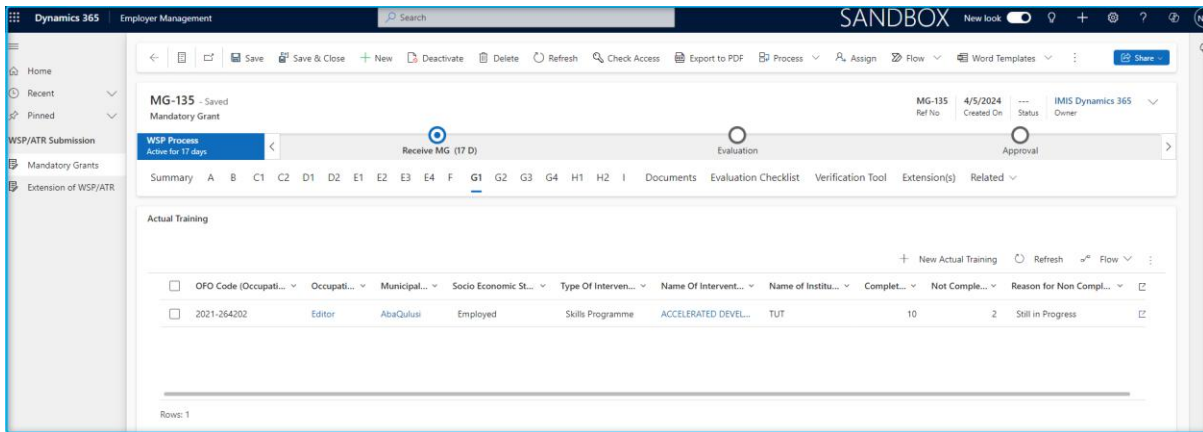 Dynamics 365 Employer Management Search SANDBOX New look
Home
Recent
Pinned
WSP/ATR Submission
Mandatory Grants
Extension of WSP/ATR
Save Save & Close New Deactivate Delete Refresh Check Access Export to PDF Process Assign Flow Word Templates Share
MG-135 - Saved
Mandatory Grant
MG-135 4/5/2024 --- IMIS Dynamics 365
Ref No Created On Status Owner
WSP Process
Active for 17 days
Receive MG (17 D) Evaluation Approval
Summary A B C1 C2 D1 D2 E1 E2 E3 E4 F G1 G2 G3 G4 H1 H2 I Documents Evaluation Checklist Verification Tool Extension(s) Related
Actual Training
New Actual Training Refresh Flow
OFO Code (Occupati... Occupati... Municipal... Socio Economic St... Type Of Interven... Name Of Intervent... Name of Institu... Complet... Not Comple... Reason for Non Compl...
2021-264202 Editor AbaQulusi Employed Skills Programme ACCELERATED DEVEL... TUT 10 2 Still in Progress
Rows: 1